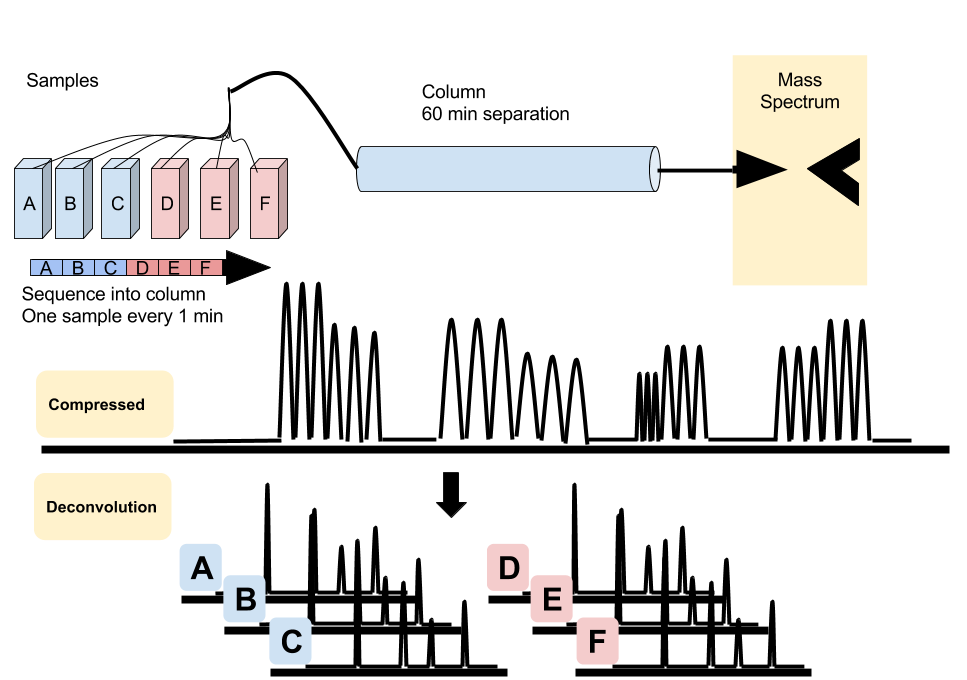 Samples
Column
60 min separation
Mass
Spectrum
A B C D E F
A B C D E F
Sequence into column
One sample every 1 min
Compressed
Deconvolution
A
B
C
D
E
F